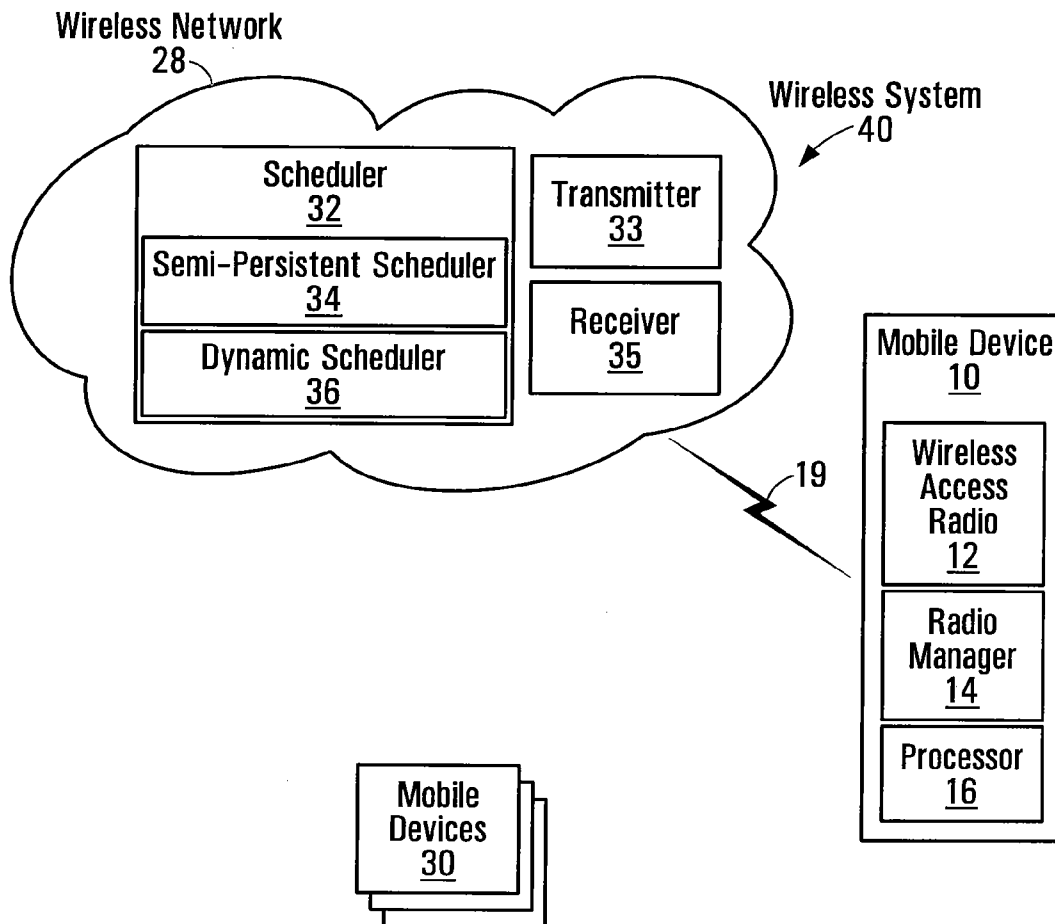 Wireless Network
28
Wireless System
40
Scheduler
32
Semi-Persistent Scheduler
34
Dynamic Scheduler
36
Transmitter
33
Receiver
35
19
Mobile Device
10
Wireless
Access
Radio
12
Radio
Manager
14
Processor
16
Mobile
Devices
30